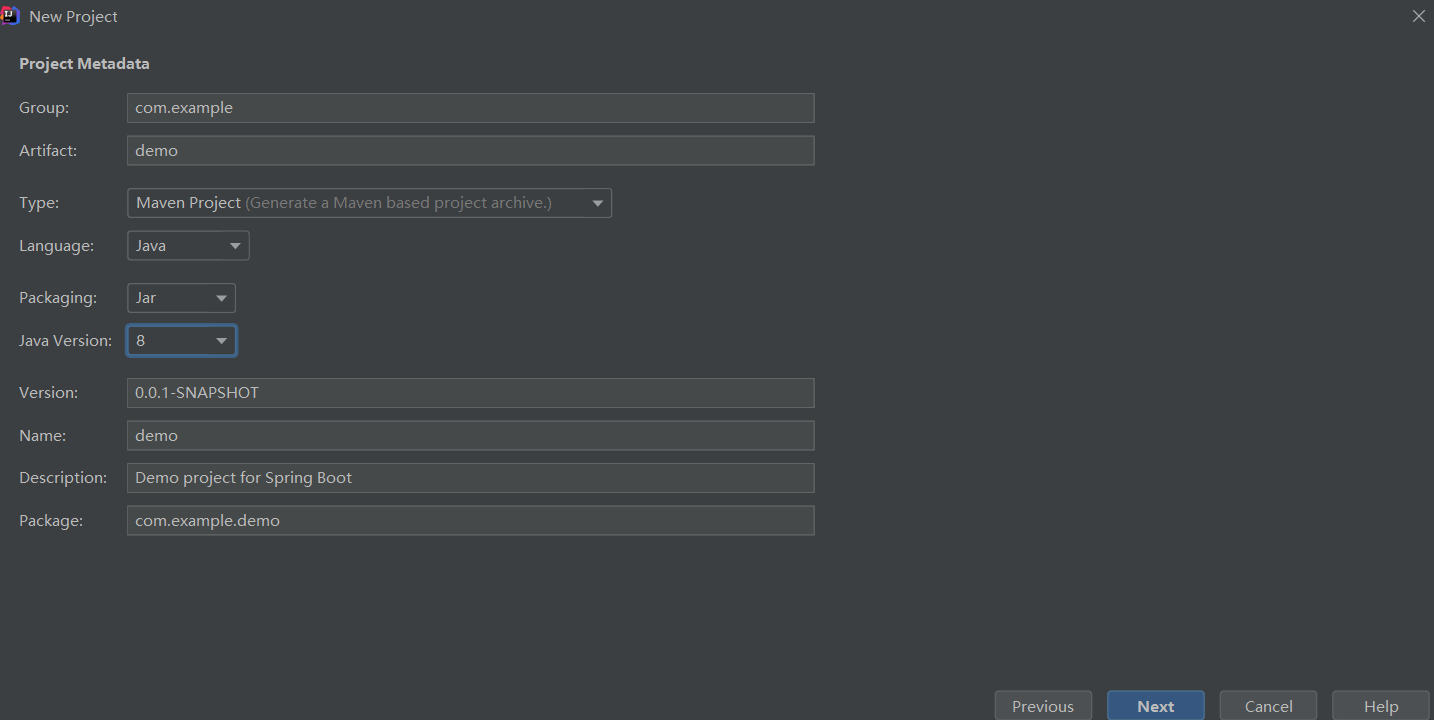 New Project
Project Metadata
Group: com.example
Artifact: demo
Type: Maven Project (Generate a Maven based project archive.)
Language: Java
Packaging: Jar
Java Version: 8
Version: 0.0.1-SNAPSHOT
Name: demo
Description: Demo project for Spring Boot
Package: com.example.demo
Previous Next Cancel Help